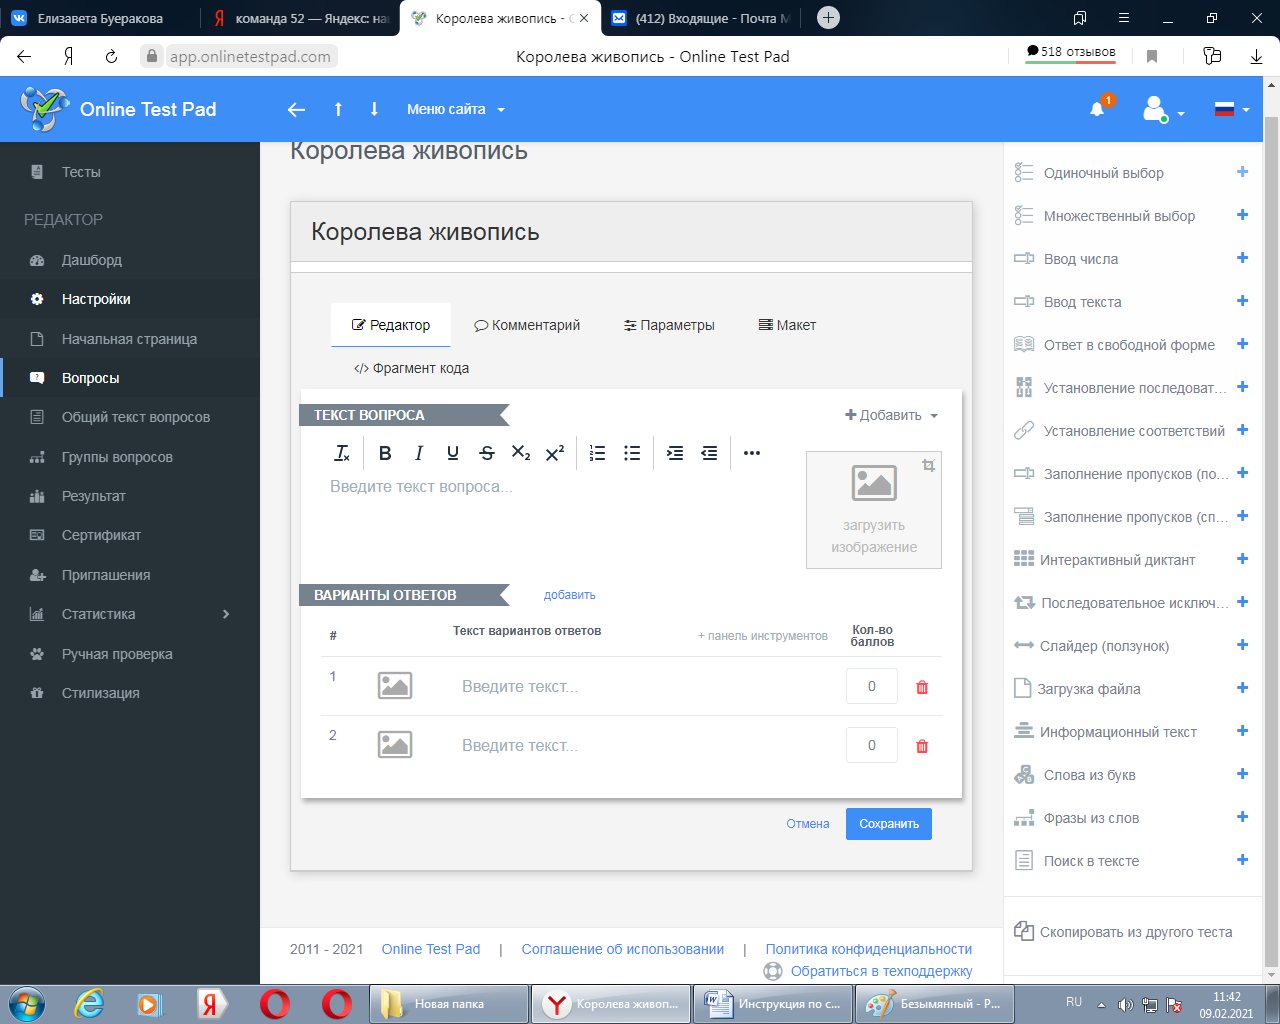 Елизавета Буеракова
команда 52 — Яндекс: на
Королева живопись - О
(412) Входящие - Почта M
app.onlinetestpad.com
Королева живопись - Online Test Pad
518 отзывов
Online Test Pad
Меню сайта
1
Тесты
РЕДАКТОР
Дашборд
Настройки
Начальная страница
Вопросы
Общий текст вопросов
Группы вопросов
Результат
Сертификат
Приглашения
Статистика
Ручная проверка
Стилизация
Королева живопись
Королева живопись
Редактор
Комментарий
Параметры
Макет
</> Фрагмент кода
ТЕКСТ ВОПРОСА
Добавить
Введите текст вопроса...
загрузить
изображение
ВАРИАНТЫ ОТВЕТОВ
добавить
#
Текст вариантов ответов
+ панель инструментов
Кол-во
баллов
1
Введите текст...
0
2
Введите текст...
0
Отмена
Сохранить
2011 - 2021
Online Test Pad
|
Соглашение об использовании
|
Политика конфиденциальности
Обратиться в техподдержку
Одиночный выбор
Множественный выбор
Ввод числа
Ввод текста
Ответ в свободной форме
Установление последоват...
Установление соответствий
Заполнение пропусков (по...
Заполнение пропусков (сп...
Интерактивный диктант
Последовательное исключ...
Слайдер (ползунок)
Загрузка файла
Информационный текст
Слова из букв
Фразы из слов
Поиск в тексте
Скопировать из другого теста
Новая папка
Королева живоп...
Инструкция по с...
Безымянный - P...
RU
11:42
09.02.2021